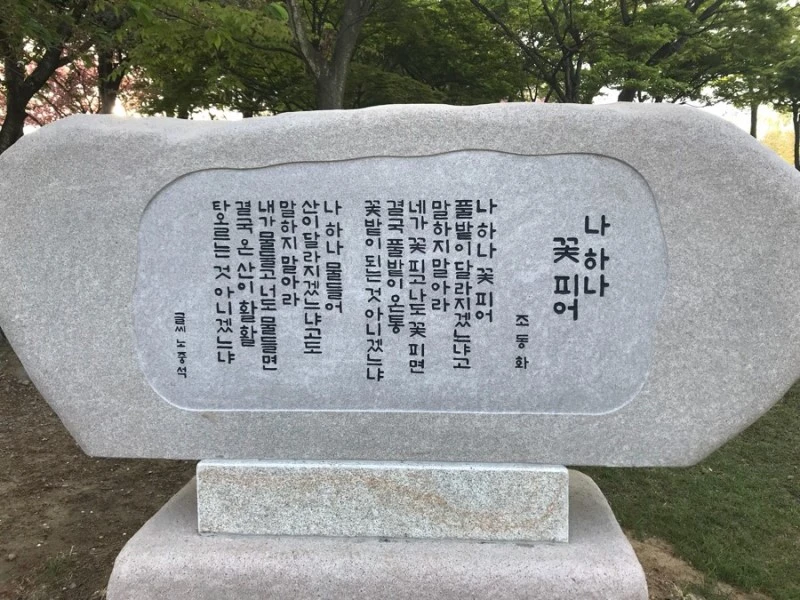 나 하나
꽃 피어
조 동 화
나 하나 꽃 피어
풀밭이 달라지겠느냐고
말하지 말아라
네가 꽃 피고 나도 꽃 피면
결국 풀밭이 온통
꽃밭이 되는 것 아니겠느냐
나 하나 물들어
산이 달라지겠느냐고도
말하지 말아라
내가 물들고 너도 물들면
결국 온 산이 활활
타오르는 것 아니겠느냐
글씨 노중석